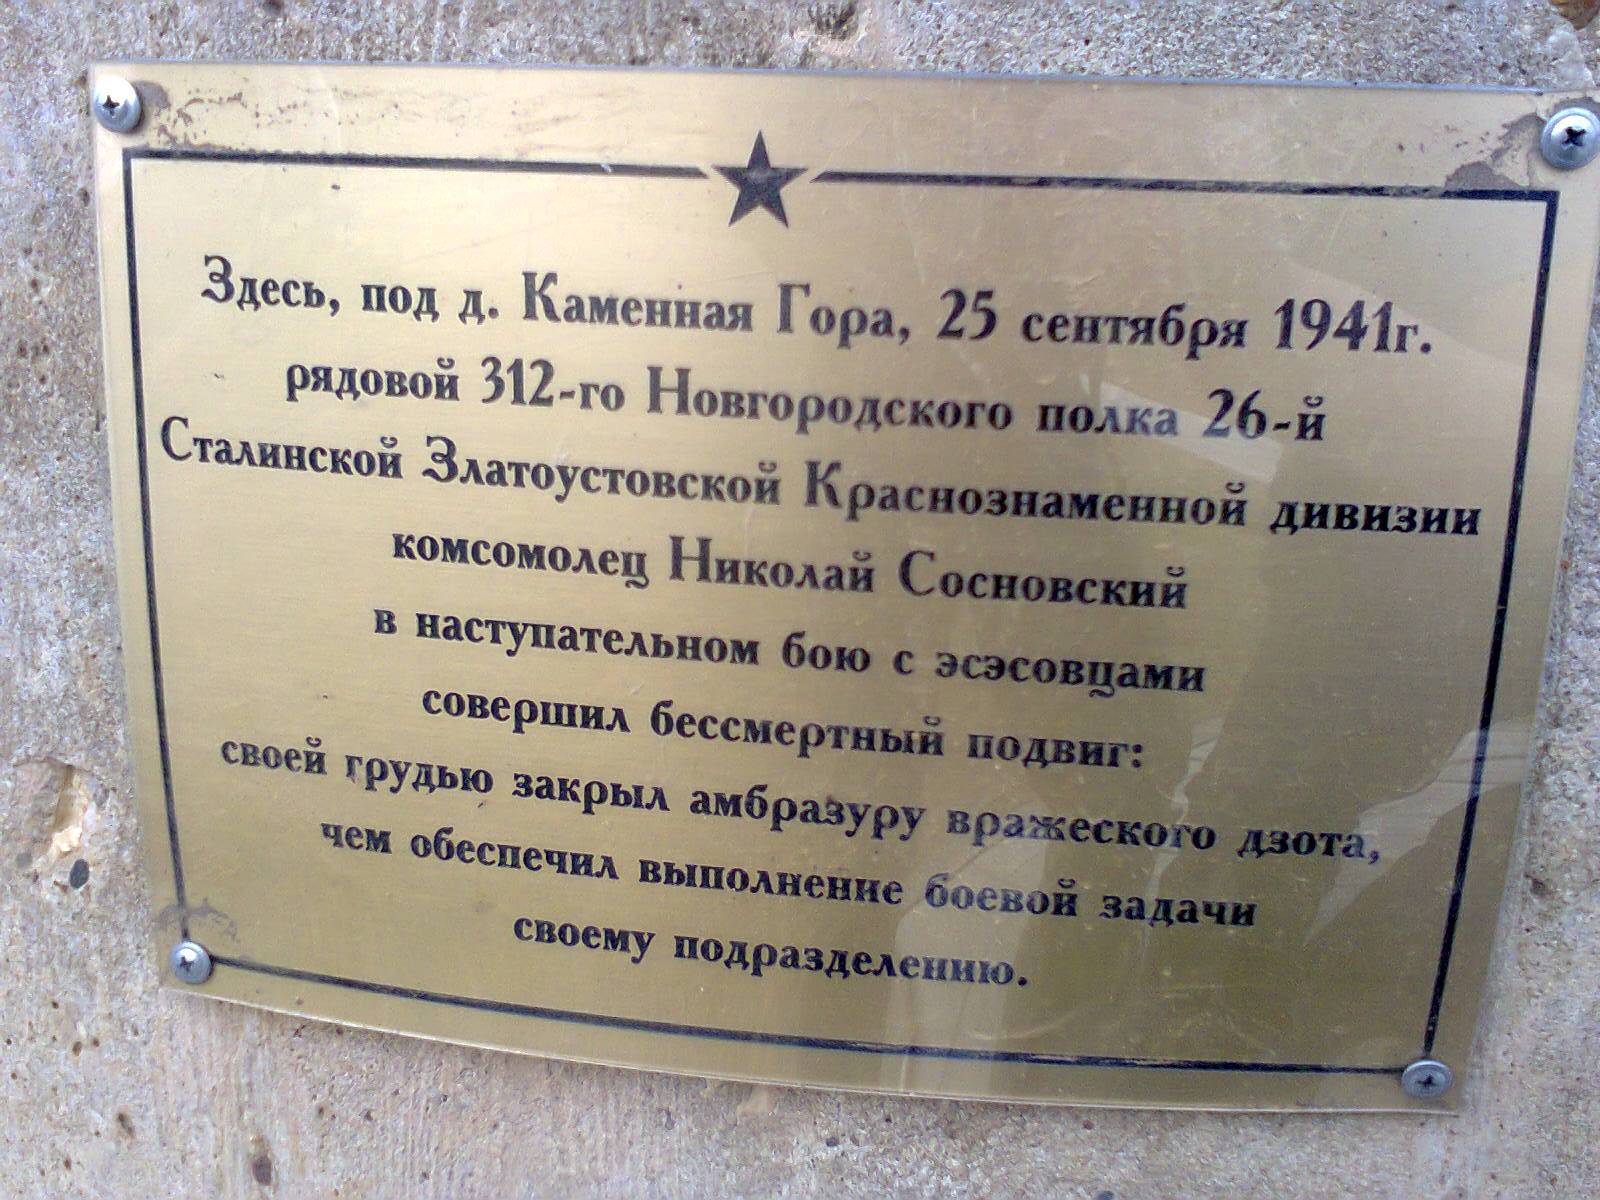 Здесь, под д. Каменная Гора, 25 сентября 1941г.
рядовой 312-го Новгородского полка 26-й
Сталинской Златоустовской Краснознаменной дивизии
комсомолец Николай Сосновский
в наступательном бою с эсэсовцами
совершил бессмертный подвиг:
своей грудью закрыл амбразуру вражеского дзота,
чем обеспечил выполнение боевой задачи
своему подразделению.